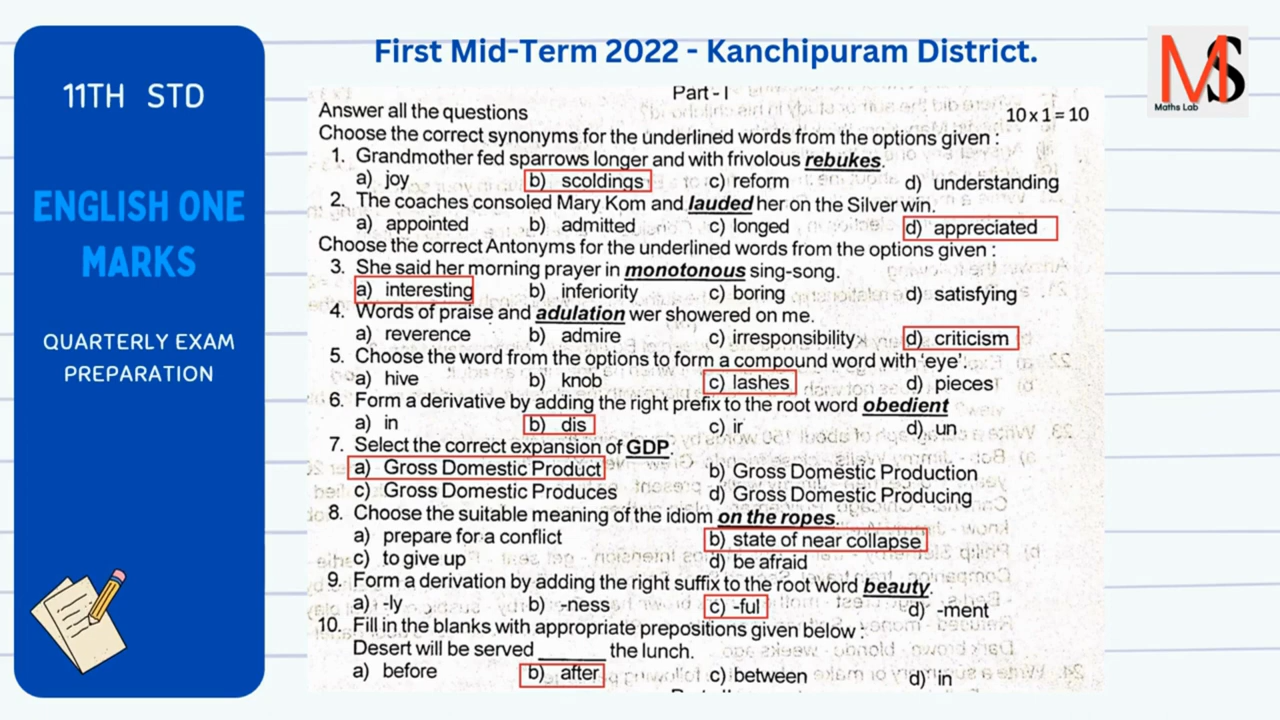 First Mid-Term 2022 - Kanchipuram District.
MS
Maths Lab
11TH STD
ENGLISH ONE
MARKS
QUARTERLY EXAM
PREPARATION
Part - I
Answer all the questions 10 x 1 = 10
Choose the correct synonyms for the underlined words from the options given :
1. Grandmother fed sparrows longer and with frivolous rebukes.
a) joy b) scoldings c) reform d) understanding
2. The coaches consoled Mary Kom and lauded her on the Silver win.
a) appointed b) admitted c) longed d) appreciated
Choose the correct Antonyms for the underlined words from the options given :
3. She said her morning prayer in monotonous sing-song.
a) interesting b) inferiority c) boring d) satisfying
4. Words of praise and adulation wer showered on me.
a) reverence b) admire c) irresponsibility d) criticism
5. Choose the word from the options to form a compound word with 'eye'.
a) hive b) knob c) lashes d) pieces
6. Form a derivative by adding the right prefix to the root word obedient
a) in b) dis c) ir d) un
7. Select the correct expansion of GDP.
a) Gross Domestic Product b) Gross Domestic Production
c) Gross Domestic Produces d) Gross Domestic Producing
8. Choose the suitable meaning of the idiom on the ropes.
a) prepare for a conflict b) state of near collapse
c) to give up d) be afraid
9. Form a derivation by adding the right suffix to the root word beauty.
a) -ly b) -ness c) -ful d) -ment
10. Fill in the blanks with appropriate prepositions given below :
Desert will be served ______ the lunch.
a) before b) after c) between d) in